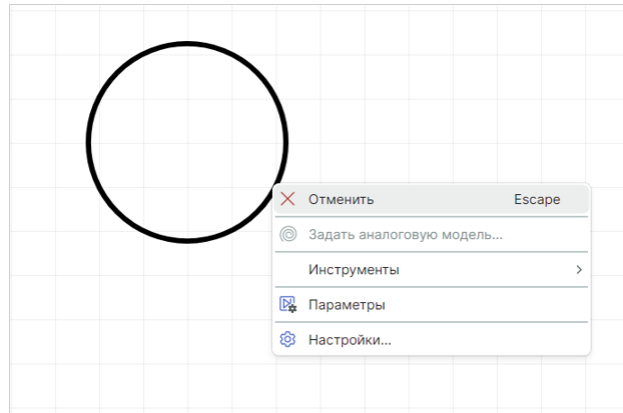 Отменить Escape
Задать аналоговую модель...
Инструменты
Параметры
Настройки...